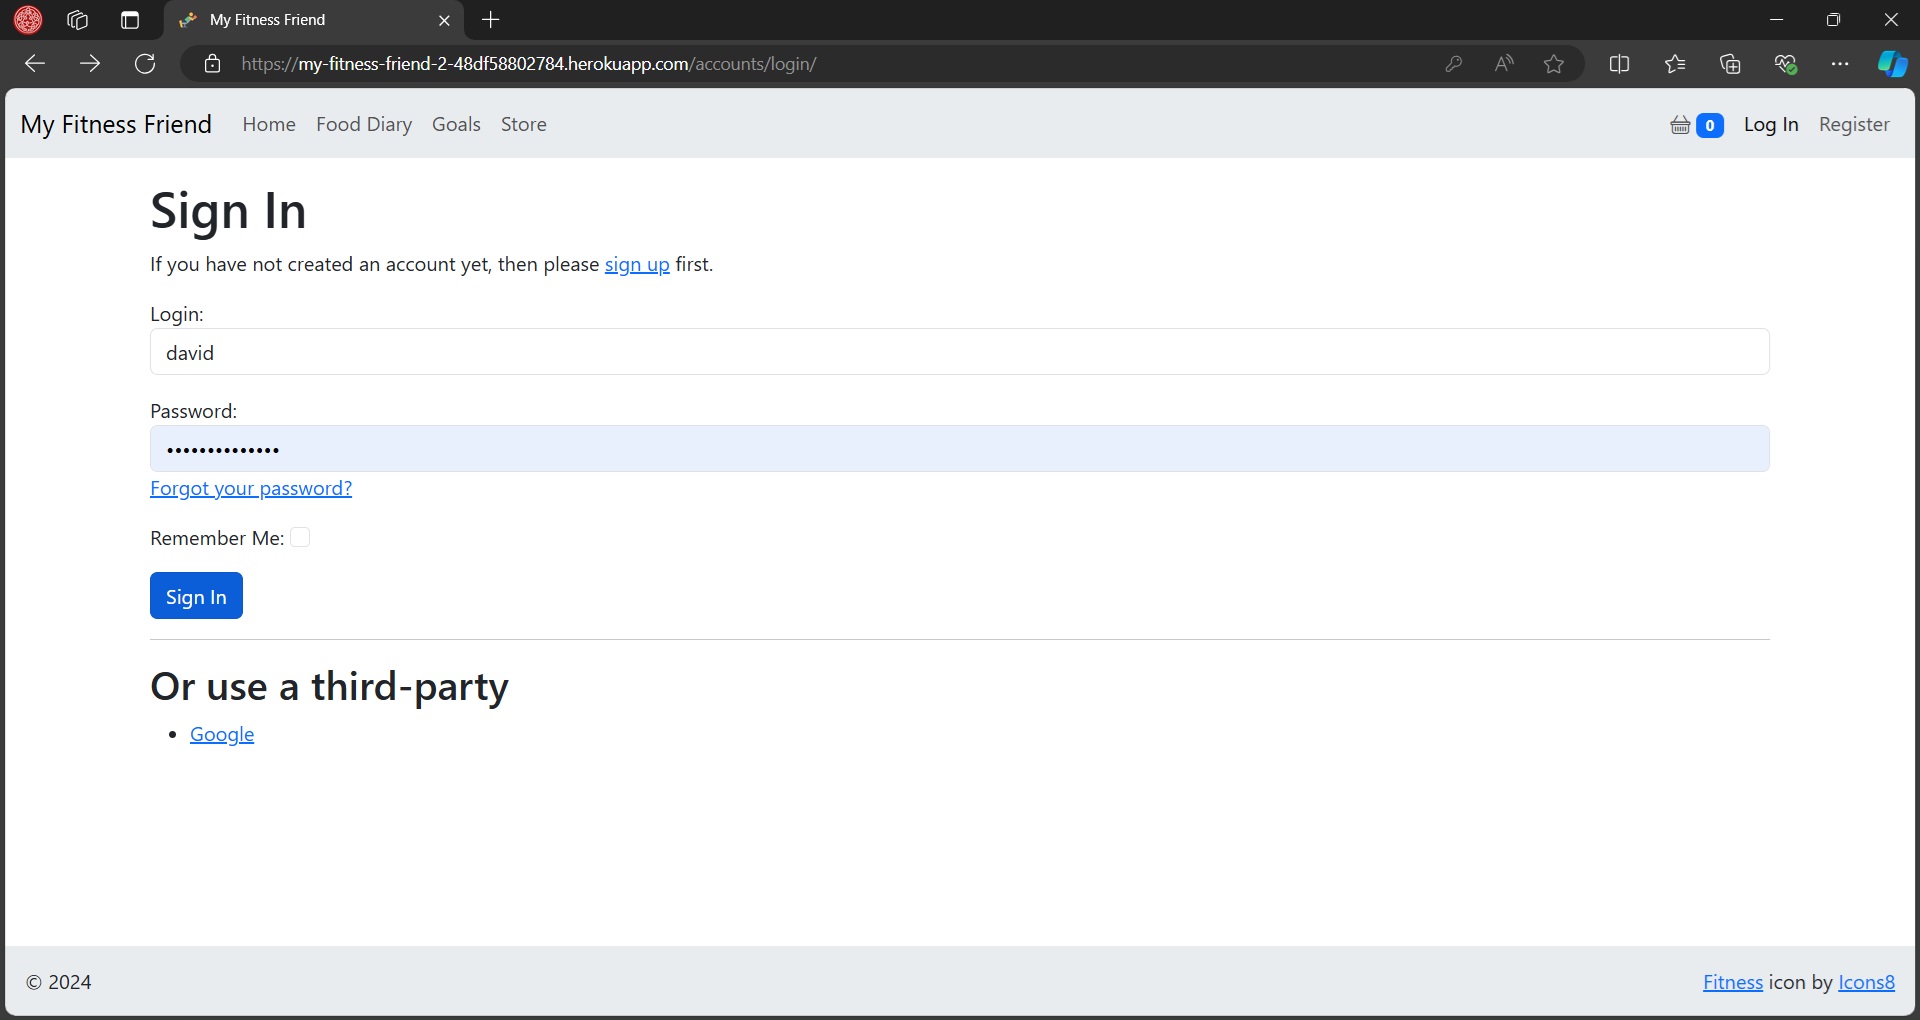 My Fitness Friend
https://my-fitness-friend-2-48df58802784.herokuapp.com/accounts/login/
My Fitness Friend Home Food Diary Goals Store 0 Log In Register
Sign In
If you have not created an account yet, then please sign up first.
Login:
david
Password:
••••••••••••••
Forgot your password?
Remember Me:
Sign In
Or use a third-party
• Google
© 2024 Fitness icon by Icons8